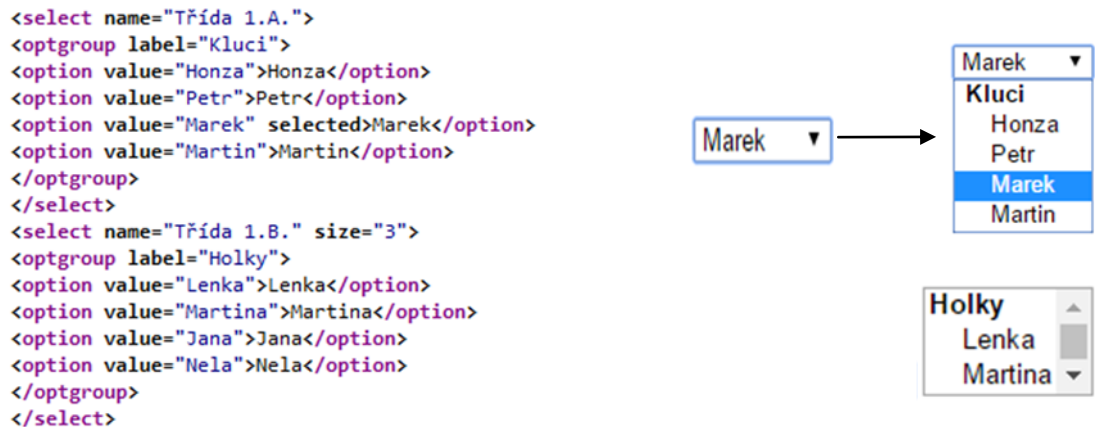 <select name="Třída 1.A.">
<optgroup label="Kluci">
<option value="Honza">Honza</option>
<option value="Petr">Petr</option>
<option value="Marek" selected>Marek</option>
<option value="Martin">Martin</option>
</optgroup>
</select>
<select name="Třída 1.B." size="3">
<optgroup label="Holky">
<option value="Lenka">Lenka</option>
<option value="Martina">Martina</option>
<option value="Jana">Jana</option>
<option value="Nela">Nela</option>
</optgroup>
</select>
Marek
Marek
Kluci
Honza
Petr
Marek
Martin
Holky
Lenka
Martina